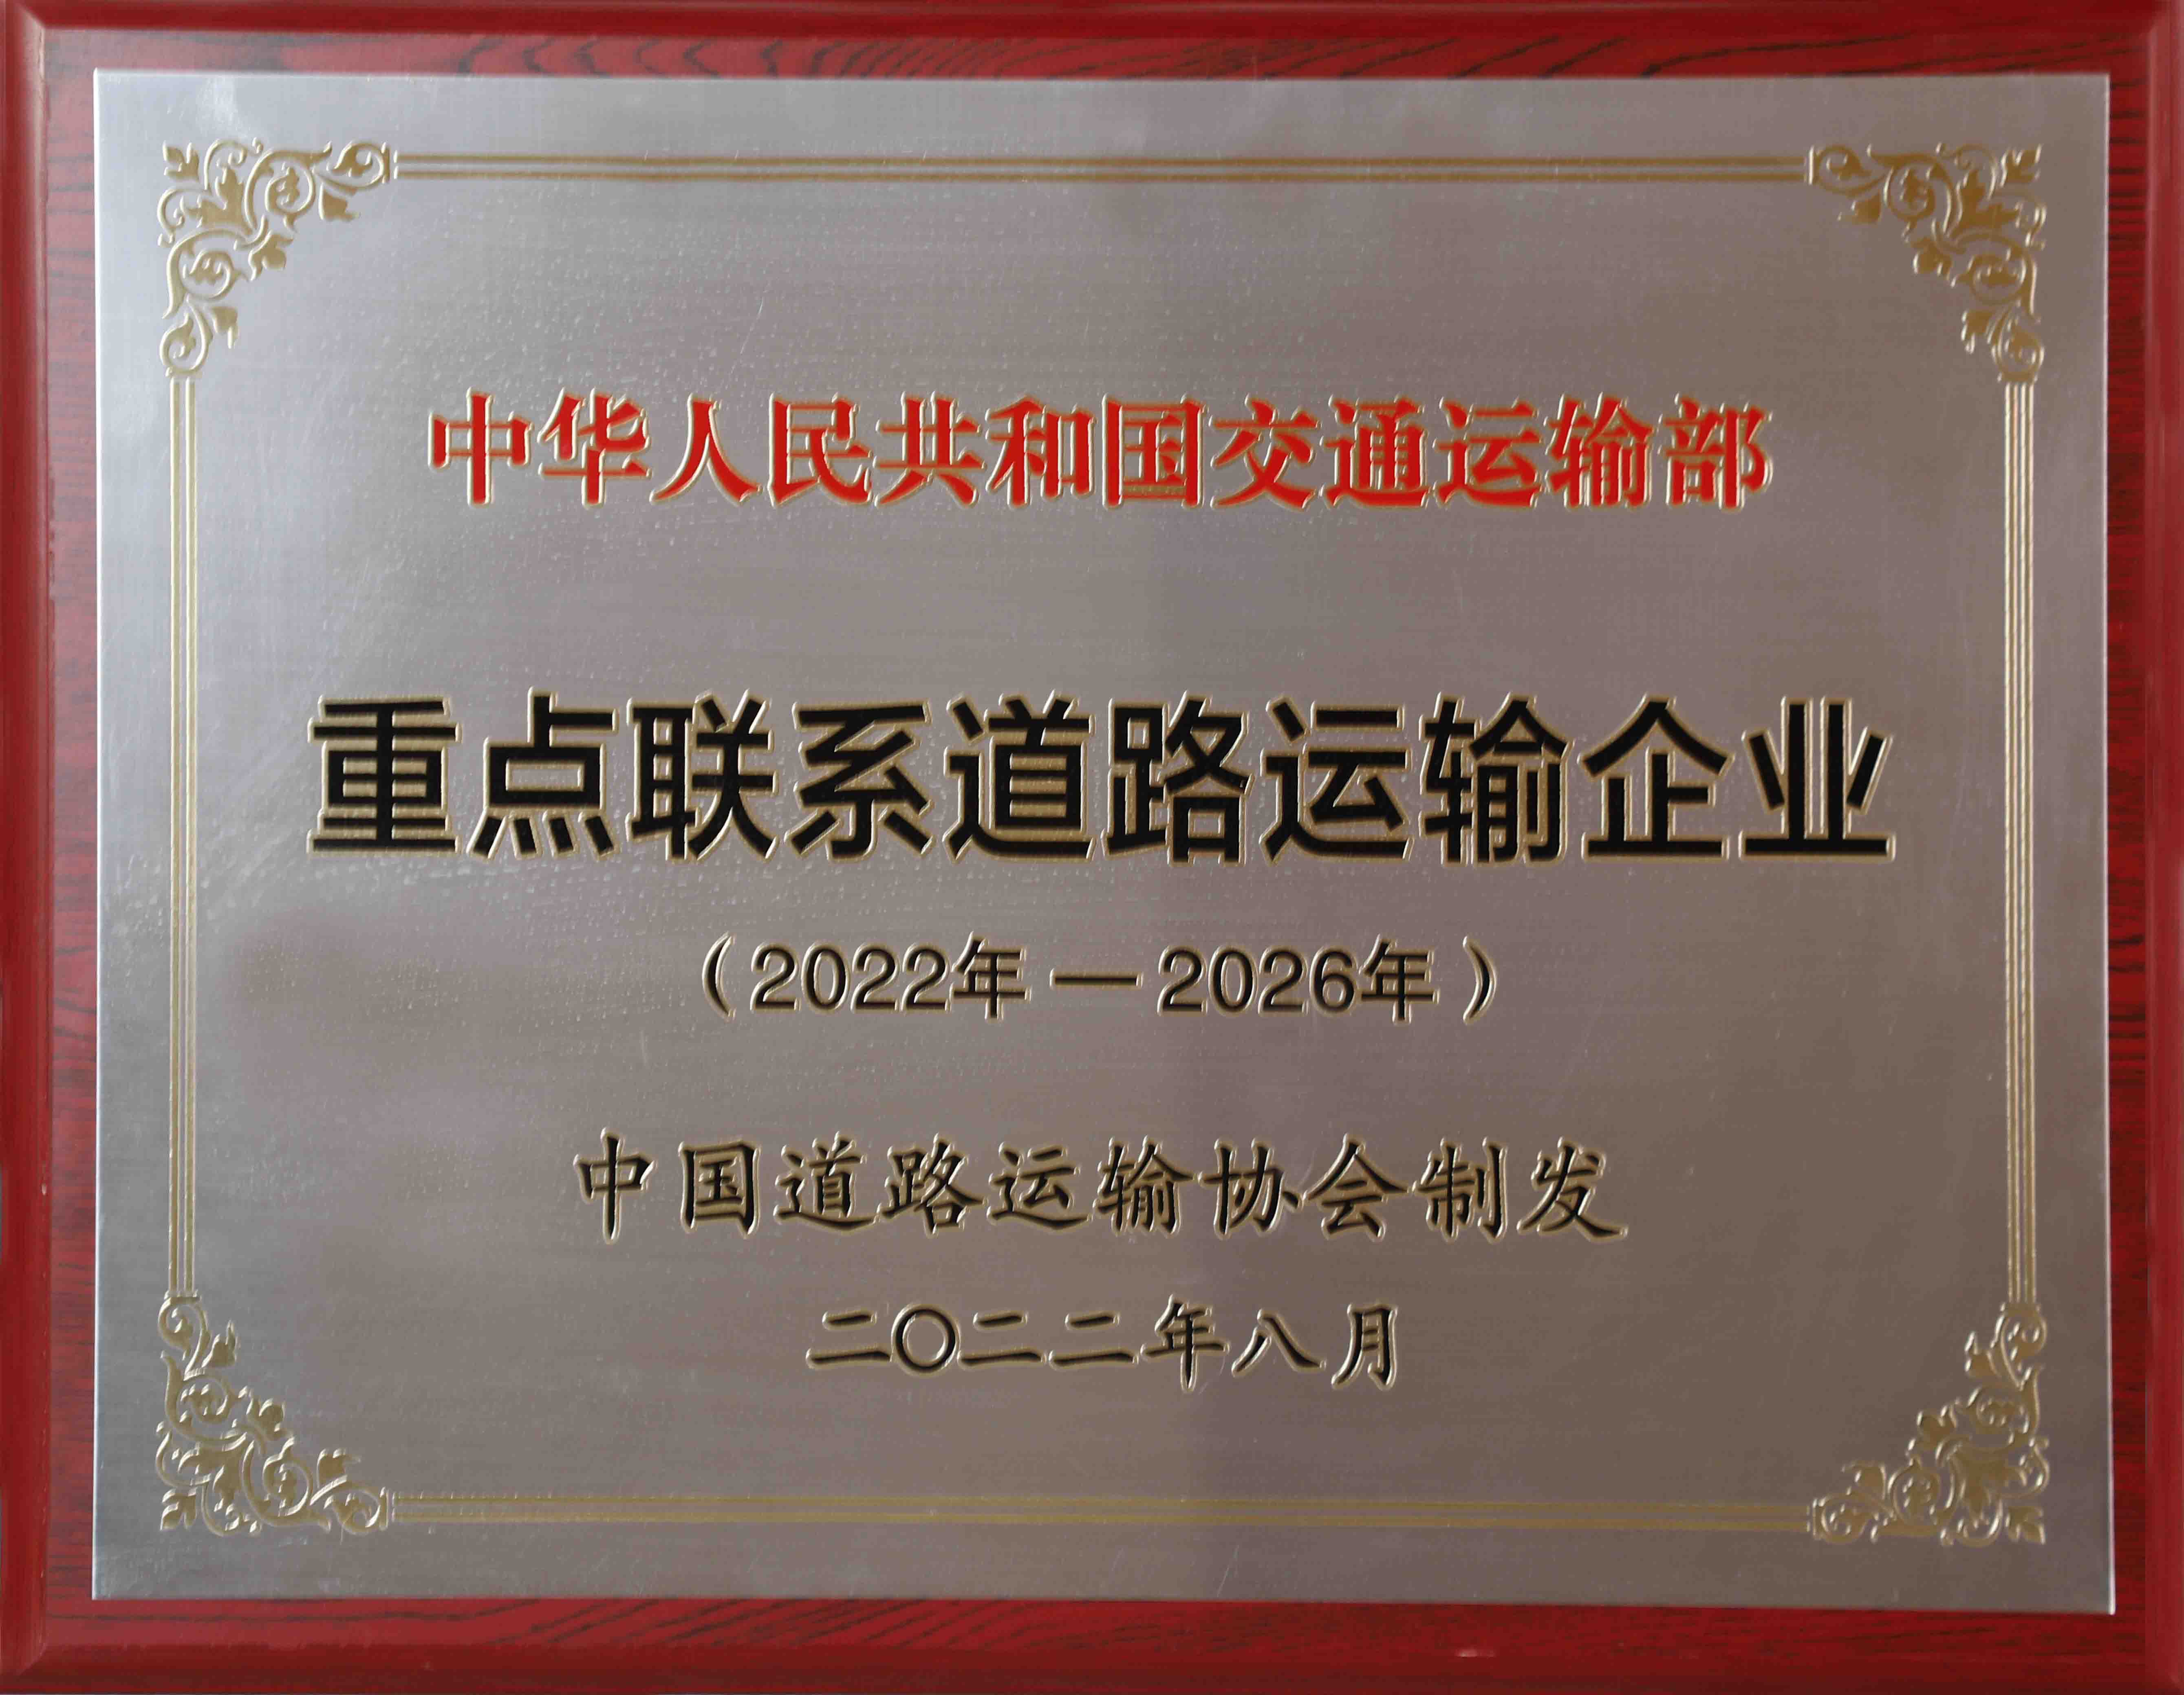 中华人民共和国交通运输部
重点联系道路运输企业
（2022年—2026年）
中国道路运输协会制发
二〇二二年八月